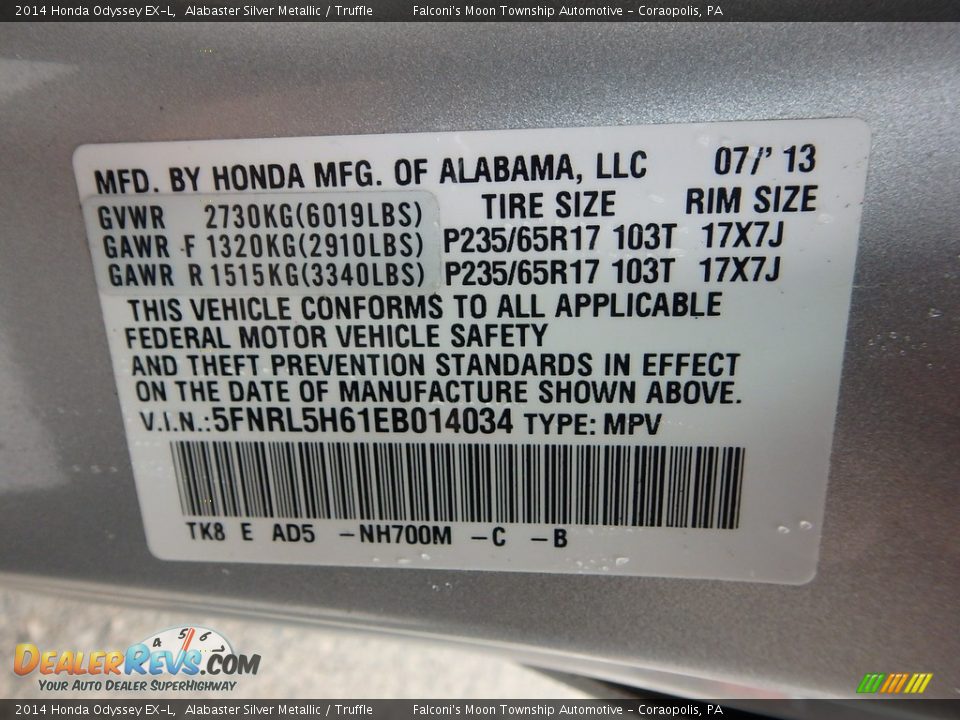 2014 Honda Odyssey EX-L, Alabaster Silver Metallic / Truffle Falconi's Moon Township Automotive - Coraopolis, PA
MFD. BY HONDA MFG. OF ALABAMA, LLC 07/' 13
GVWR 2730KG(6019LBS) TIRE SIZE RIM SIZE
GAWR F 1320KG(2910LBS) P235/65R17 103T 17X7J
GAWR R 1515KG(3340LBS) P235/65R17 103T 17X7J
THIS VEHICLE CONFORMS TO ALL APPLICABLE
FEDERAL MOTOR VEHICLE SAFETY
AND THEFT PREVENTION STANDARDS IN EFFECT
ON THE DATE OF MANUFACTURE SHOWN ABOVE.
V.I.N.:5FNRL5H61EB014034 TYPE: MPV
TK8 E AD5 -NH700M -C -B
4 5 6
DEALERREVS.COM
YOUR AUTO DEALER SUPERHIGHWAY
2014 Honda Odyssey EX-L, Alabaster Silver Metallic / Truffle Falconi's Moon Township Automotive - Coraopolis, PA